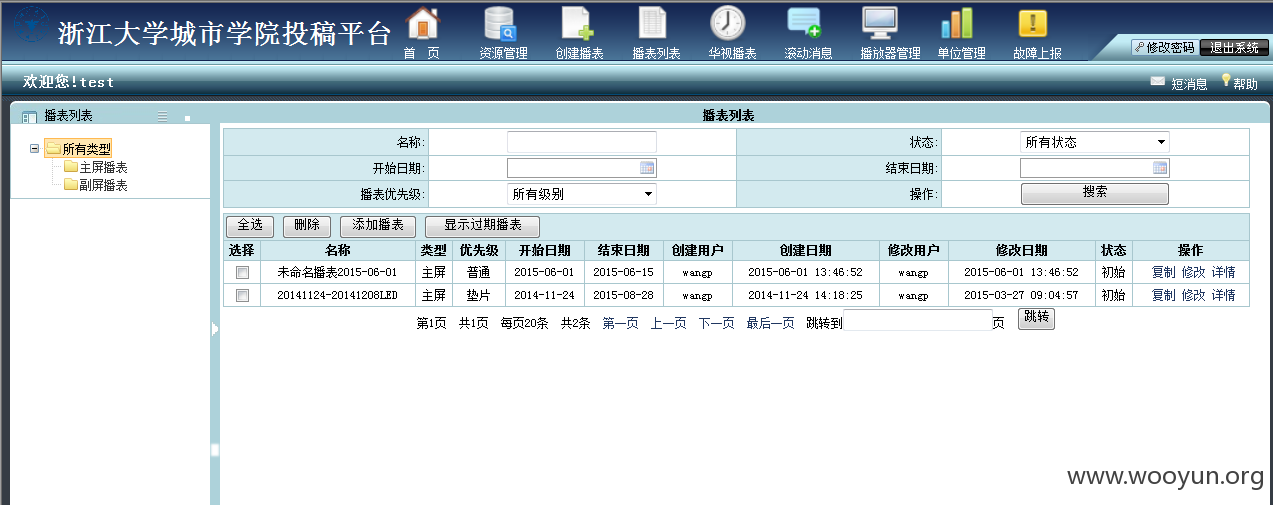 浙江大学城市学院投稿平台
首 页 资源管理 创建播表 播表列表 华视播表 滚动消息 播放器管理 单位管理 故障上报
修改密码 退出系统
欢迎您!test
短消息 帮助
播表列表
所有类型
主屏播表
副屏播表
播表列表
名称: 状态: 所有状态
开始日期: 结束日期:
播表优先级: 所有级别 操作: 搜索
全选 删除 添加播表 显示过期播表
选择 名称 类型 优先级 开始日期 结束日期 创建用户 创建日期 修改用户 修改日期 状态 操作
未命名播表2015-06-01 主屏 普通 2015-06-01 2015-06-15 wangp 2015-06-01 13:46:52 wangp 2015-06-01 13:46:52 初始 复制 修改 详情
20141124-20141208LED 主屏 垫片 2014-11-24 2015-08-28 wangp 2014-11-24 14:18:25 wangp 2015-03-27 09:04:57 初始 复制 修改 详情
第1页 共1页 每页20条 共2条 第一页 上一页 下一页 最后一页 跳转到 页 跳转
www.wooyun.org